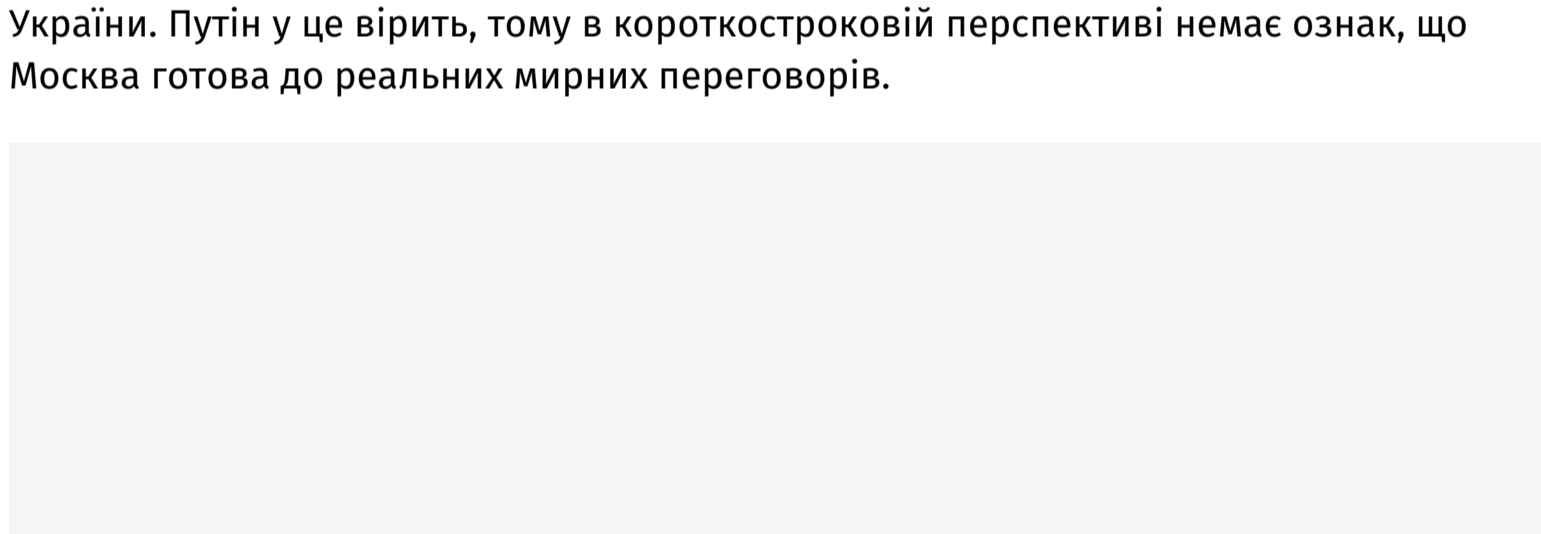 України. Путін у це вірить, тому в короткостроковій перспективі немає ознак, що
Москва готова до реальних мирних переговорів.